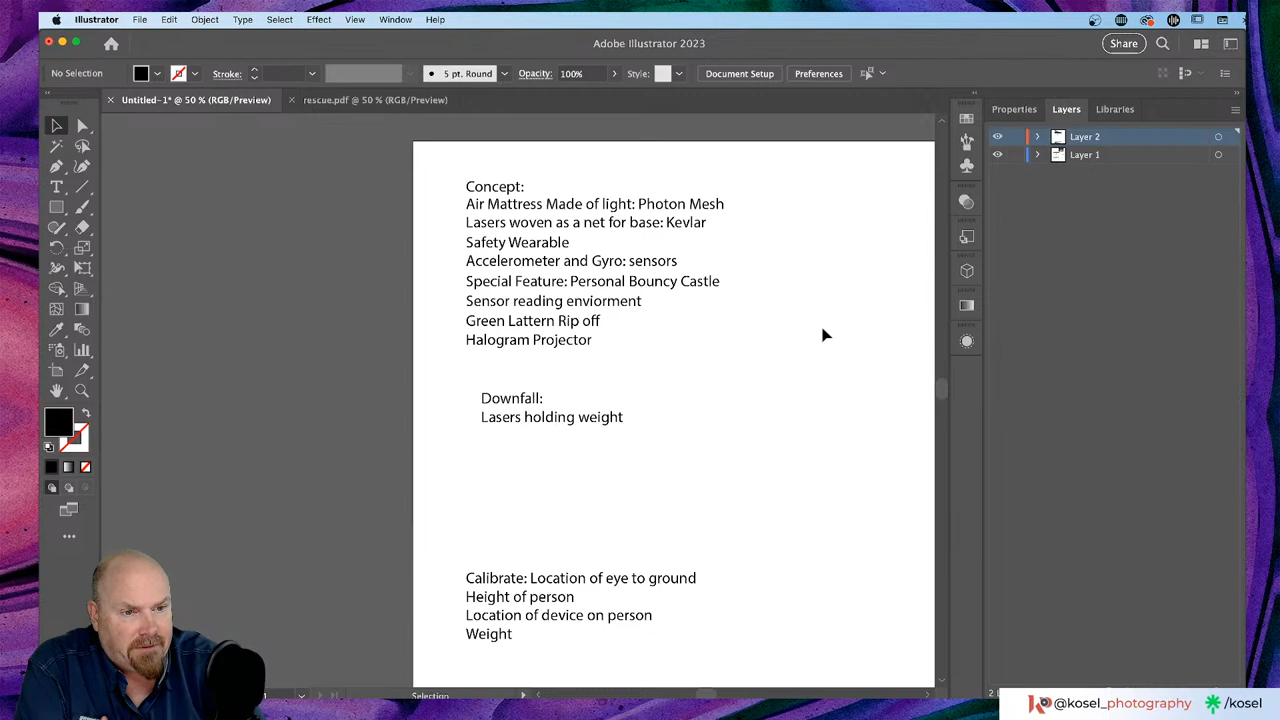 Illustrator File Edit Object Type Select Effect View Window Help
Adobe Illustrator 2023
Share
No Selection
Stroke:
5 pt. Round
Opacity:
100%
Style:
Document Setup
Preferences
Untitled-1* @ 50 % (RGB/Preview)
rescue.pdf @ 50 % (RGB/Preview)
Properties Layers Libraries
Layer 2
Layer 1
Concept:
Air Mattress Made of light: Photon Mesh
Lasers woven as a net for base: Kevlar
Safety Wearable
Accelerometer and Gyro: sensors
Special Feature: Personal Bouncy Castle
Sensor reading enviorment
Green Lattern Rip off
Halogram Projector
Downfall:
Lasers holding weight
Calibrate: Location of eye to ground
Height of person
Location of device on person
Weight
Selection
@kosel_photography
/kosel